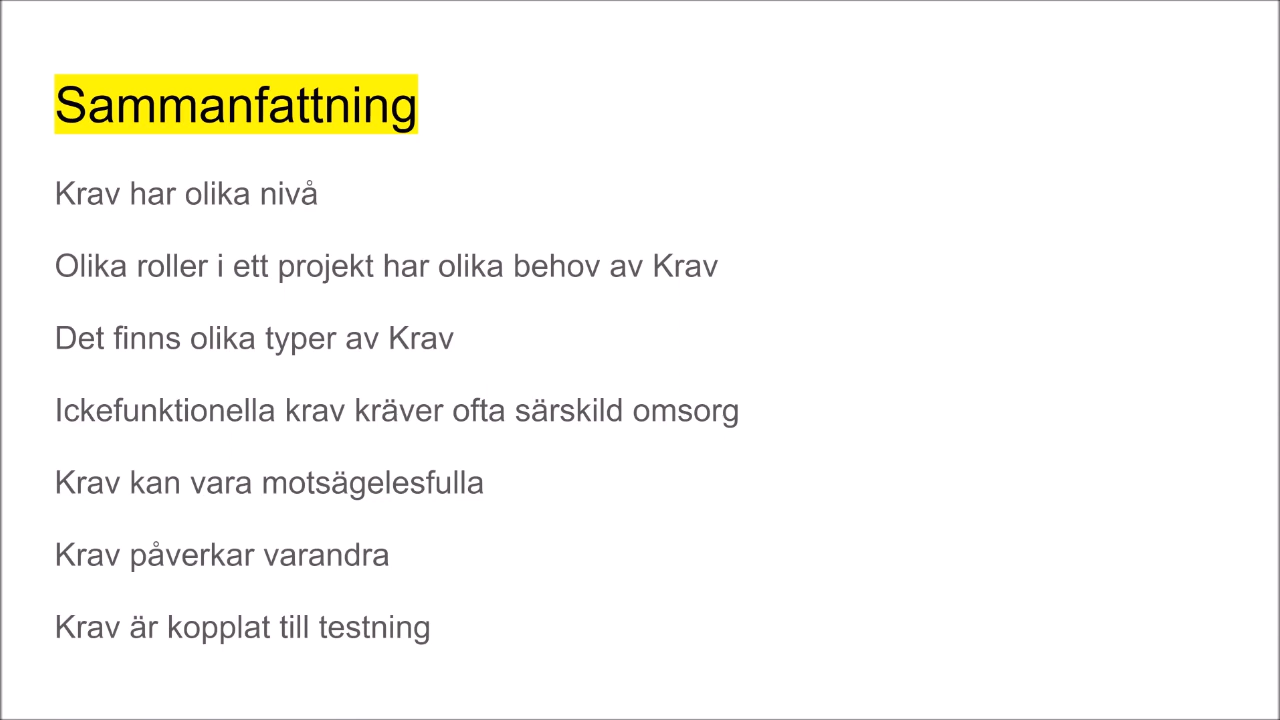 Sammanfattning
Krav har olika nivå
Olika roller i ett projekt har olika behov av Krav
Det finns olika typer av Krav
Ickefunktionella krav kräver ofta särskild omsorg
Krav kan vara motsägelesfulla
Krav påverkar varandra
Krav är kopplat till testning